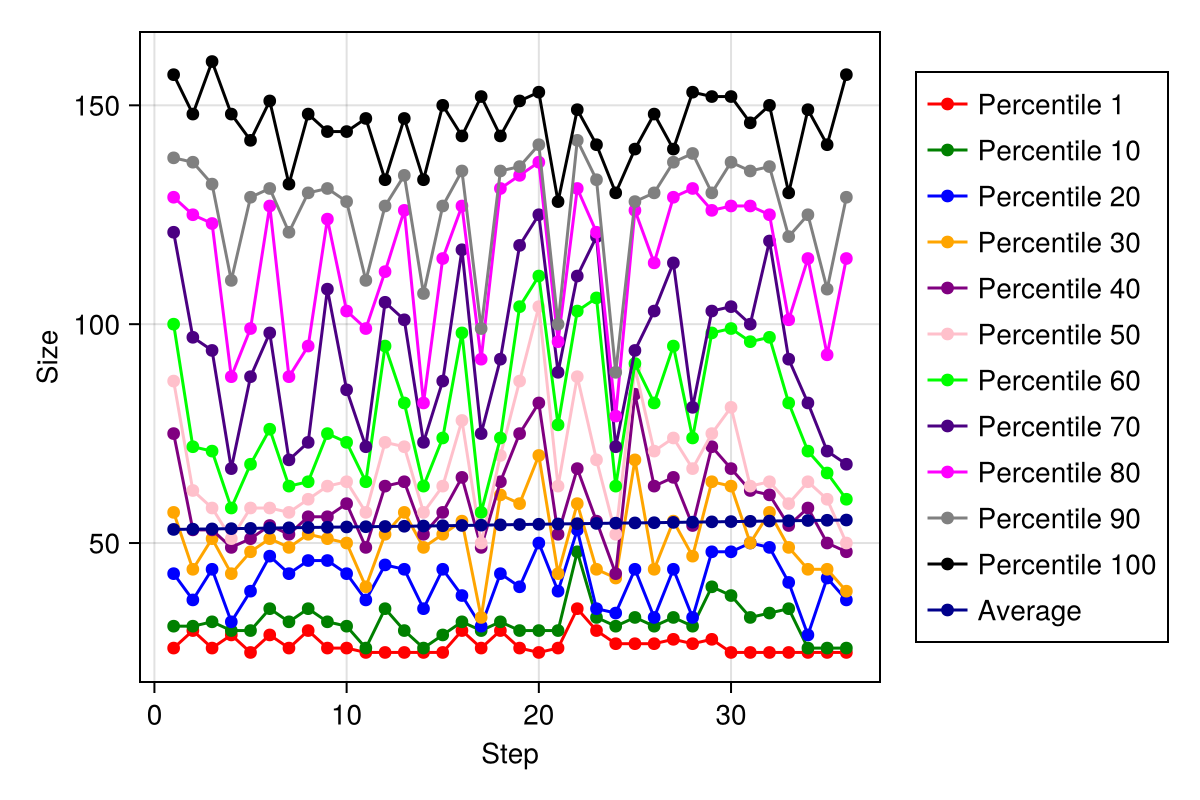 150
100
50
0
10
20
30
Size
Step
Percentile 1
Percentile 10
Percentile 20
Percentile 30
Percentile 40
Percentile 50
Percentile 60
Percentile 70
Percentile 80
Percentile 90
Percentile 100
Average